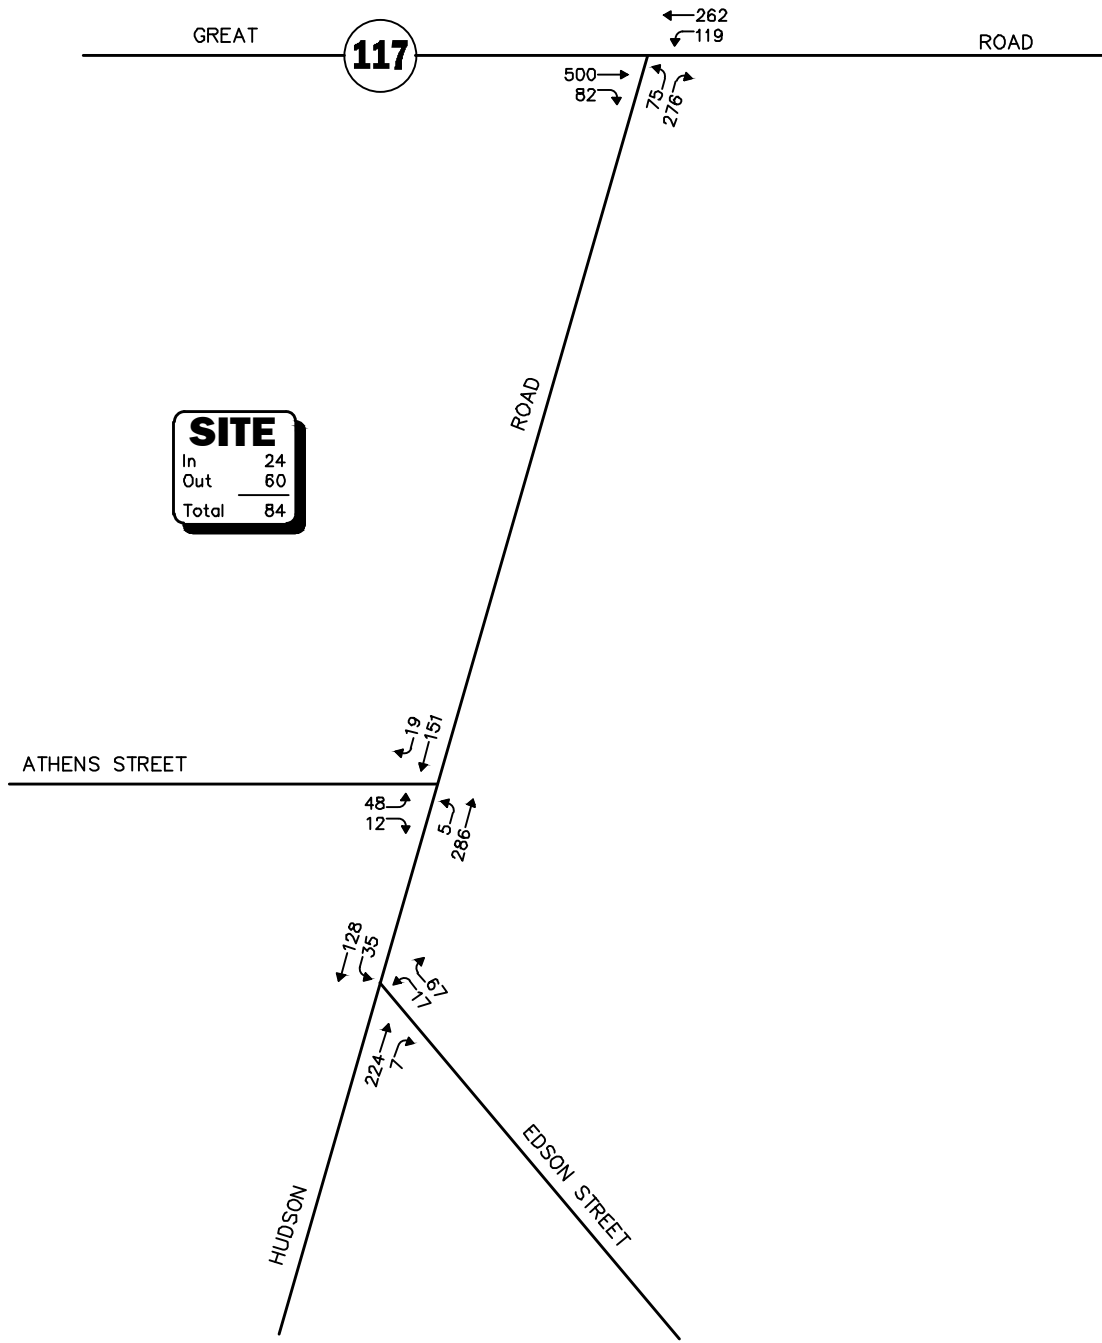 262
119
GREAT
117
ROAD
500
82
75
276
ROAD
SITE
In 24
Out 60
Total 84
19
151
ATHENS STREET
48
12
5
286
128
35
67
17
224
7
EDSON STREET
HUDSON